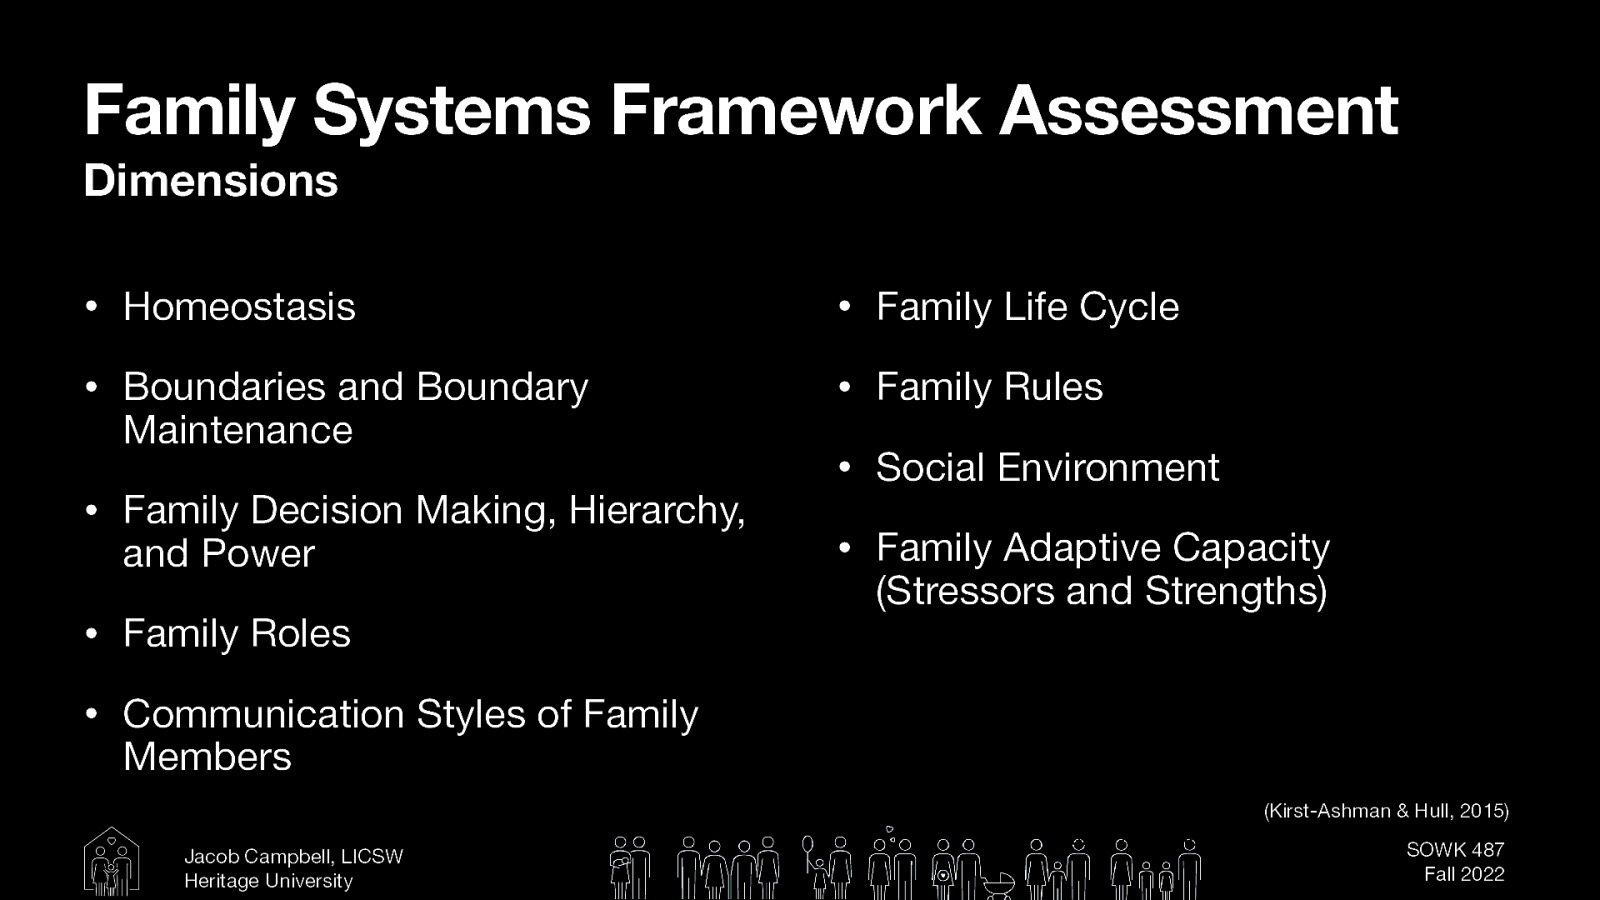 Family Systems Framework Assessment
Dimensions
• Homeostasis
• Boundaries and Boundary
Maintenance
• Family Decision Making, Hierarchy,
and Power
• Family Roles
• Communication Styles of Family
Members
• Family Life Cycle
• Family Rules
• Social Environment
• Family Adaptive Capacity
(Stressors and Strengths)
(Kirst-Ashman & Hull, 2015)
Jacob Campbell, LICSW
Heritage University
SOWK 487
Fall 2022